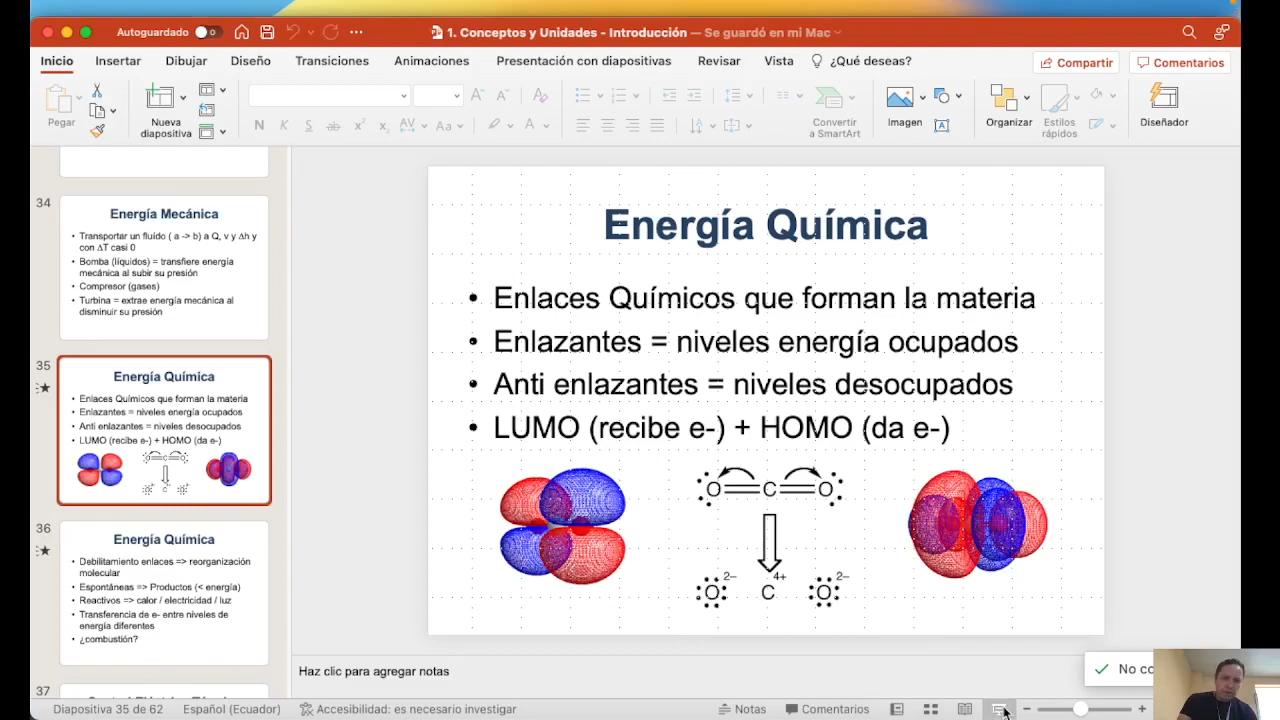 Autoguardado
1. Conceptos y Unidades - Introducción — Se guardó en mi Mac
Inicio Insertar Dibujar Diseño Transiciones Animaciones Presentación con diapositivas Revisar Vista ¿Qué deseas? Compartir Comentarios
Pegar
Nueva
diapositiva
N K S ab x² x₂ AV Aa A
Convertir
a SmartArt
Imagen
Organizar
Estilos
rápidos
Diseñador
34
Energía Mecánica
• Transportar un fluído ( a -> b) a Q, v y Δh y
con ΔT casi 0
• Bomba (líquidos) = transfiere energía
mecánica al subir su presión
• Compresor (gases)
• Turbina = extrae energía mecánica al
disminuir su presión
35
Energía Química
• Enlaces Químicos que forman la materia
• Enlazantes = niveles energía ocupados
• Anti enlazantes = niveles desocupados
• LUMO (recibe e-) + HOMO (da e-)
36
Energía Química
• Debilitamiento enlaces => reorganización
molecular
• Espontáneas => Productos (< energía)
• Reactivos => calor / electricidad / luz
• Transferencia de e- entre niveles de
energía diferentes
• ¿combustión?
37
Energía Química
• Enlaces Químicos que forman la materia
• Enlazantes = niveles energía ocupados
• Anti enlazantes = niveles desocupados
• LUMO (recibe e-) + HOMO (da e-)
O C O
O 2– C 4+ O 2–
Haz clic para agregar notas
No co
Diapositiva 35 de 62 Español (Ecuador) Accesibilidad: es necesario investigar Notas Comentarios